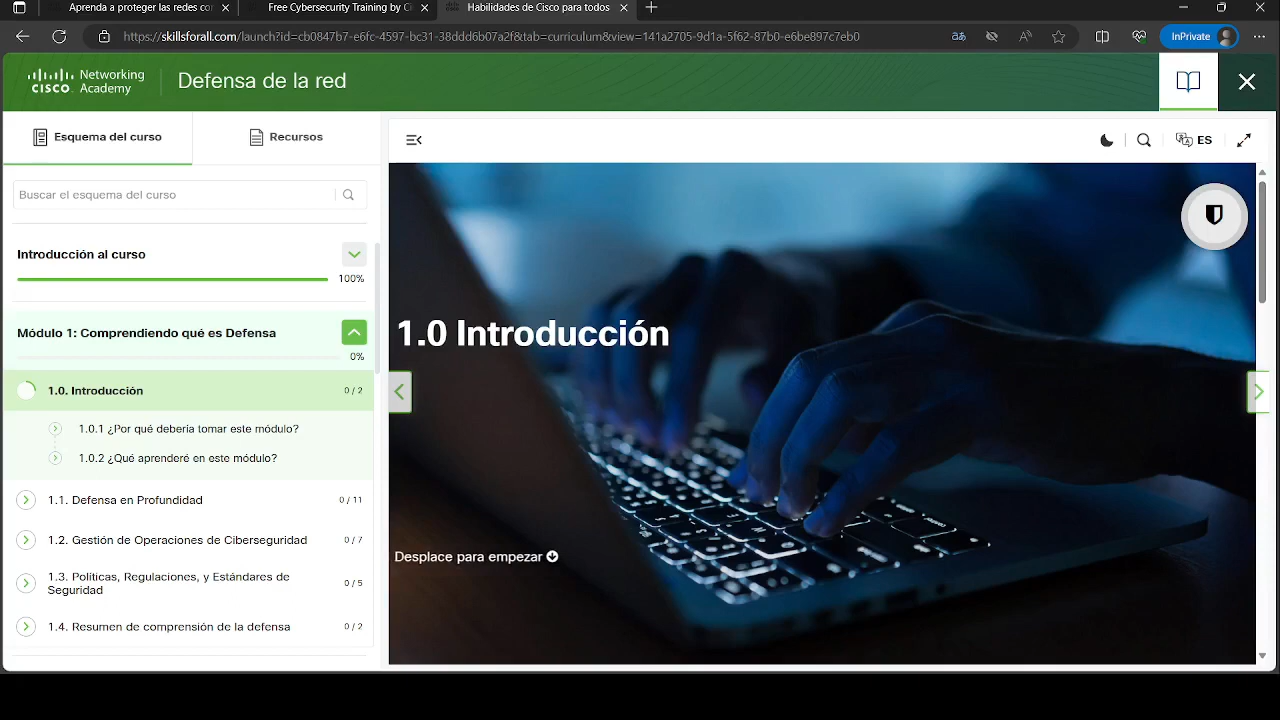 Aprenda a proteger las redes cor
Free Cybersecurity Training by Ci
Habilidades de Cisco para todos
https://skillsforall.com/launch?id=cb0847b7-e6fc-4597-bc31-38ddd6b07a2f&tab=curriculum&view=141a2705-9d1a-5f62-87b0-e6be897c7eb0
InPrivate
Networking
CISCO Academy
Defensa de la red
Esquema del curso
Recursos
ES
Buscar el esquema del curso
Introducción al curso
100%
Módulo 1: Comprendiendo qué es Defensa
0%
1.0. Introducción 0 / 2
1.0.1 ¿Por qué debería tomar este módulo?
1.0.2 ¿Qué aprenderé en este módulo?
1.1. Defensa en Profundidad 0 / 11
1.2. Gestión de Operaciones de Ciberseguridad 0 / 7
1.3. Políticas, Regulaciones, y Estándares de
Seguridad 0 / 5
1.4. Resumen de comprensión de la defensa 0 / 2
1.0 Introducción
Desplace para empezar